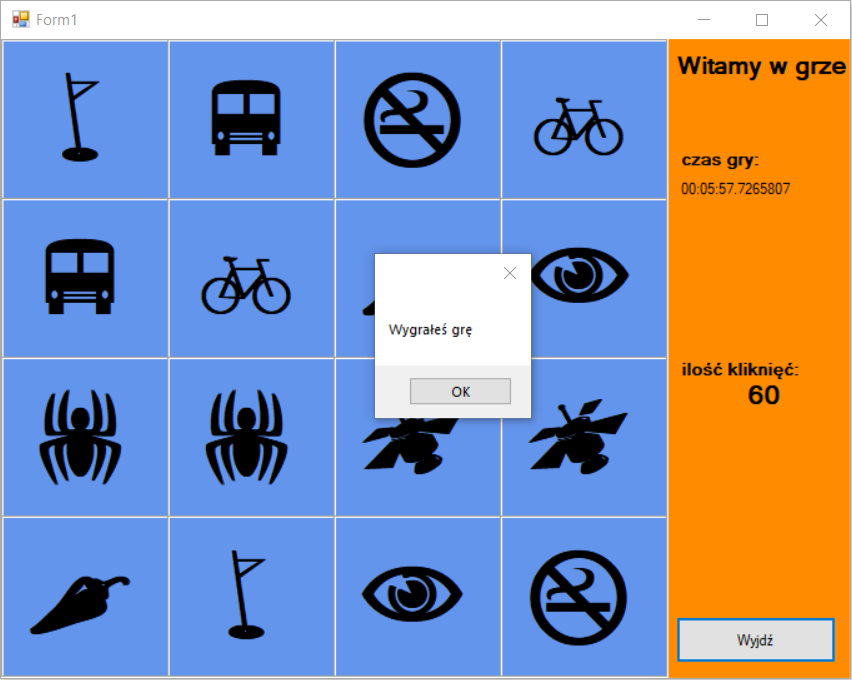 Form1
Witamy w grze
czas gry:
00:05:57.7265807
Wygrałeś grę
OK
ilość kliknięć:
60
Wyjdź